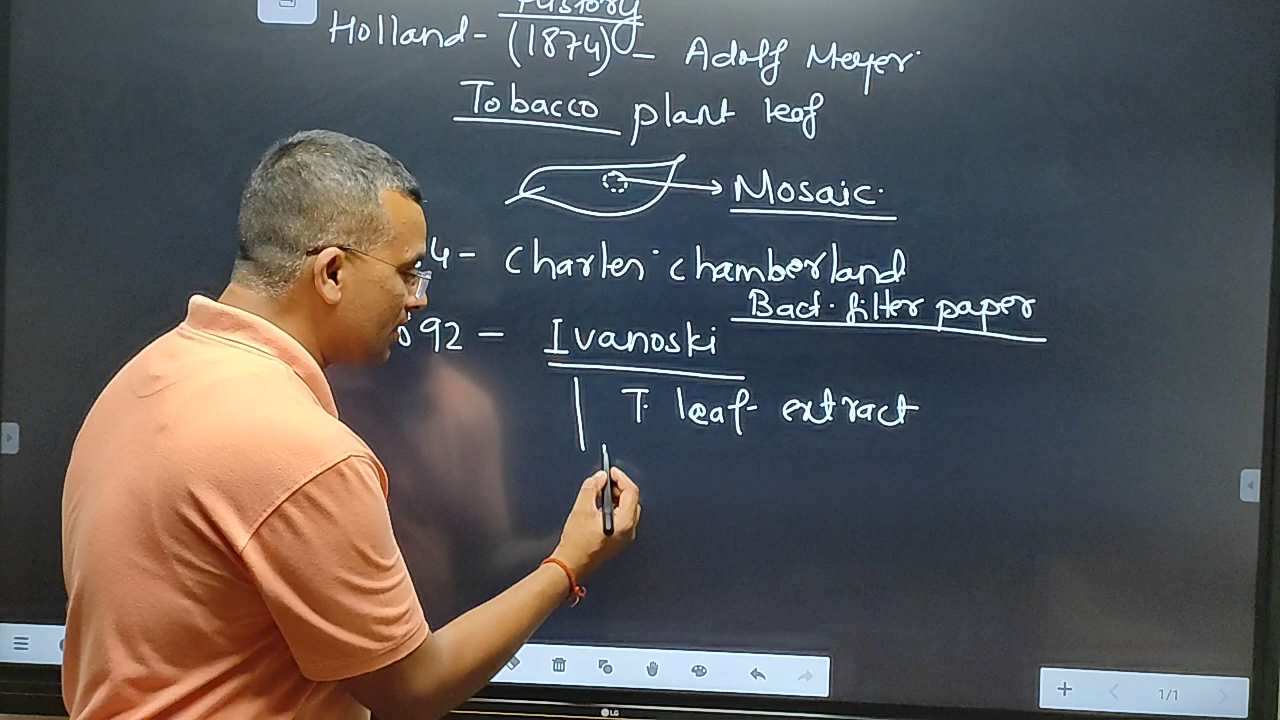 History
Holland - (1874) - Adolf Meyer
Tobacco plant leaf
Mosaic
4 - Charles chamberland
Bact. filter paper
92 - Ivanoski
T. leaf extract
1/1
LG